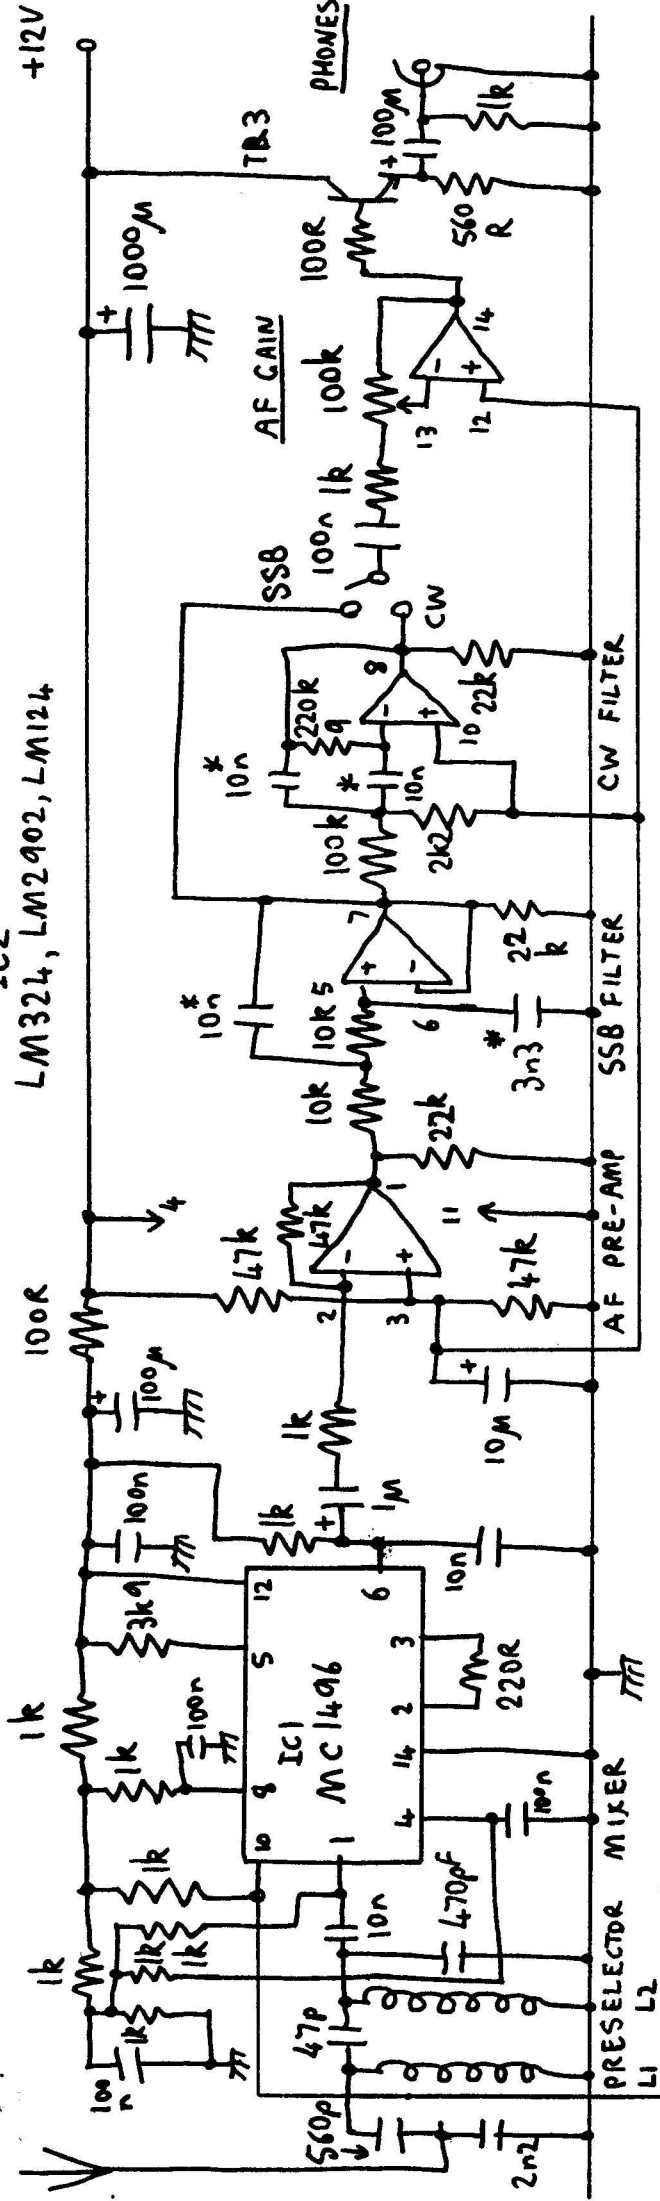 IC2
LM324, LM2902, LM124
+12V
1k
1k
100R
1000µ
+
TR3
PHONES
100
n
1k
1k
1k
1k
1k
100n
3k9
100n
100µ
+
4
AF GAIN
100k
100R
100µ
+
1k
560
R
SSB
CW
100n
1k
13
12
14
-
+
560p
47p
10n
470pF
2n2
10
8
5
12
IC1
MC1496
1
4
14
2
3
6
220R
100n
1k
+
1µ
10n
1k
47k
47k
47k
2
3
1
-
+
11
10µ
+
22k
10k
10k5
10n
*
3n3
*
7
6
+
-
22
k
100k
2k2
10n
*
10n
*
220k
9
8
10
-
+
22k
PRESELECTOR
L1
L2
MIXER
AF PRE-AMP
SSB FILTER
CW FILTER